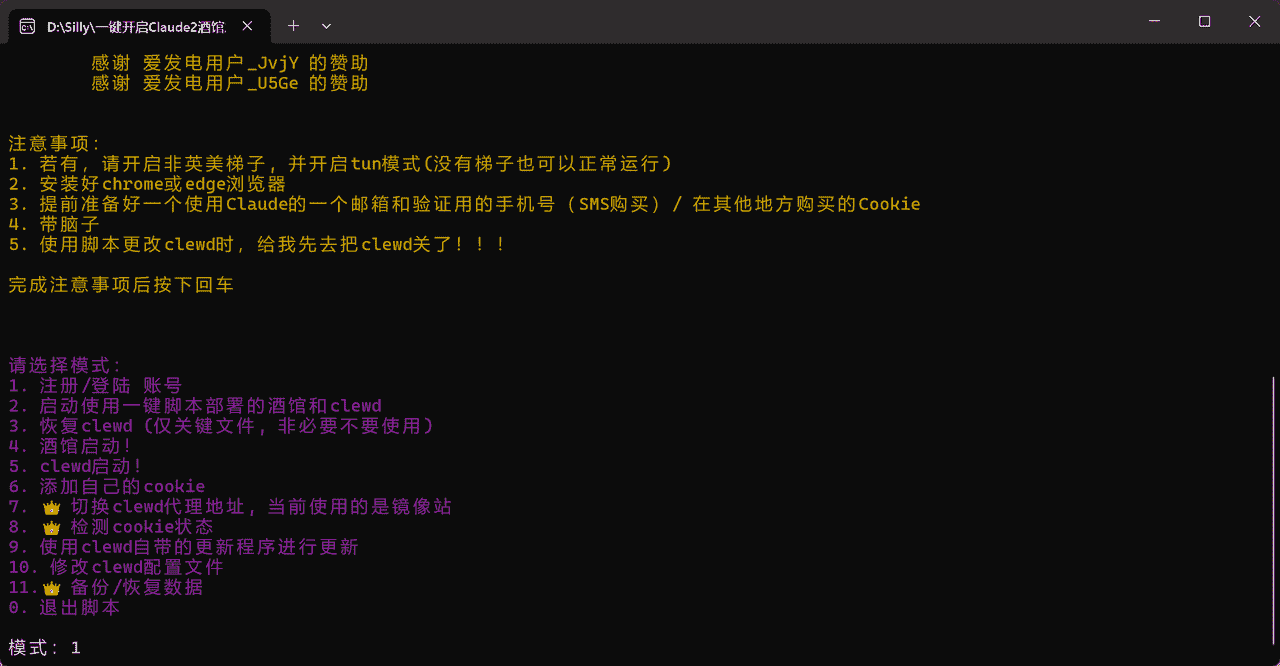 D:\Silly\一键开启Claude2酒馆.
感谢 爱发电用户_JvjY 的赞助
感谢 爱发电用户_U5Ge 的赞助
注意事项:
1. 若有，请开启非英美梯子，并开启tun模式(没有梯子也可以正常运行)
2. 安装好chrome或edge浏览器
3. 提前准备好一个使用Claude的一个邮箱和验证用的手机号（SMS购买）/ 在其他地方购买的Cookie
4. 带脑子
5. 使用脚本更改clewd时，给我先去把clewd关了！！！
完成注意事项后按下回车
请选择模式:
1. 注册/登陆 账号
2. 启动使用一键脚本部署的酒馆和clewd
3. 恢复clewd（仅关键文件，非必要不要使用）
4. 酒馆启动！
5. clewd启动！
6. 添加自己的cookie
7. 👑 切换clewd代理地址，当前使用的是镜像站
8. 👑 检测cookie状态
9. 使用clewd自带的更新程序进行更新
10. 修改clewd配置文件
11.👑 备份/恢复数据
0. 退出脚本
模式: 1